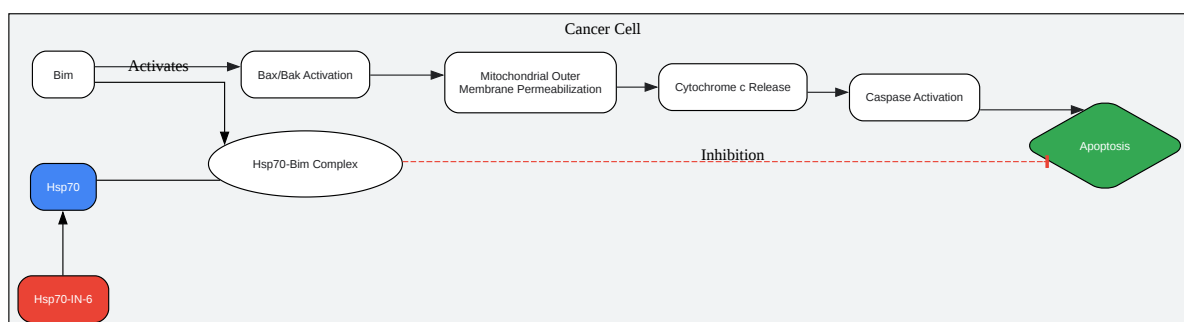 Cancer Cell
Bim
Activates
Bax/Bak Activation
Mitochondrial Outer
Membrane Permeabilization
Cytochrome c Release
Caspase Activation
Apoptosis
Hsp70-Bim Complex
Inhibition
Hsp70
Hsp70-IN-6